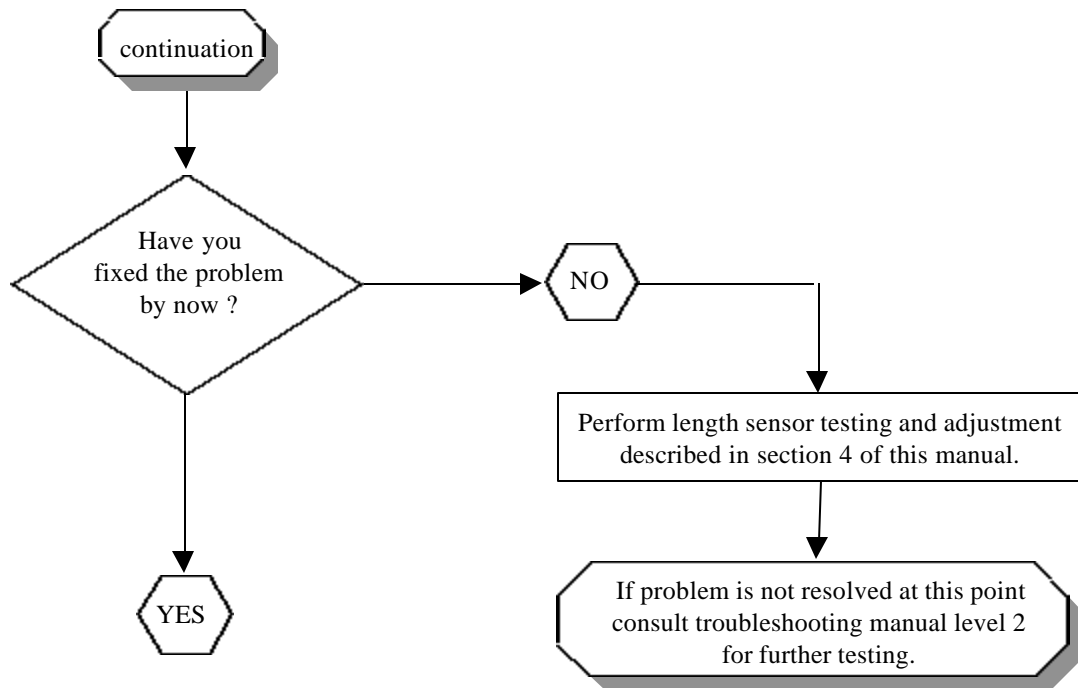 continuation
Have you
fixed the problem
by now ?
NO
Perform length sensor testing and adjustment
described in section 4 of this manual.
YES
If problem is not resolved at this point
consult troubleshooting manual level 2
for further testing.